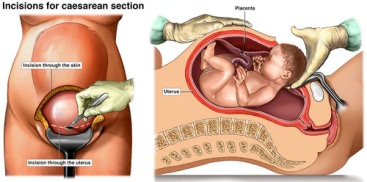 Incisions for caesarean section
Placenta
Incision through the skin
Uterus
Incision through the uterus